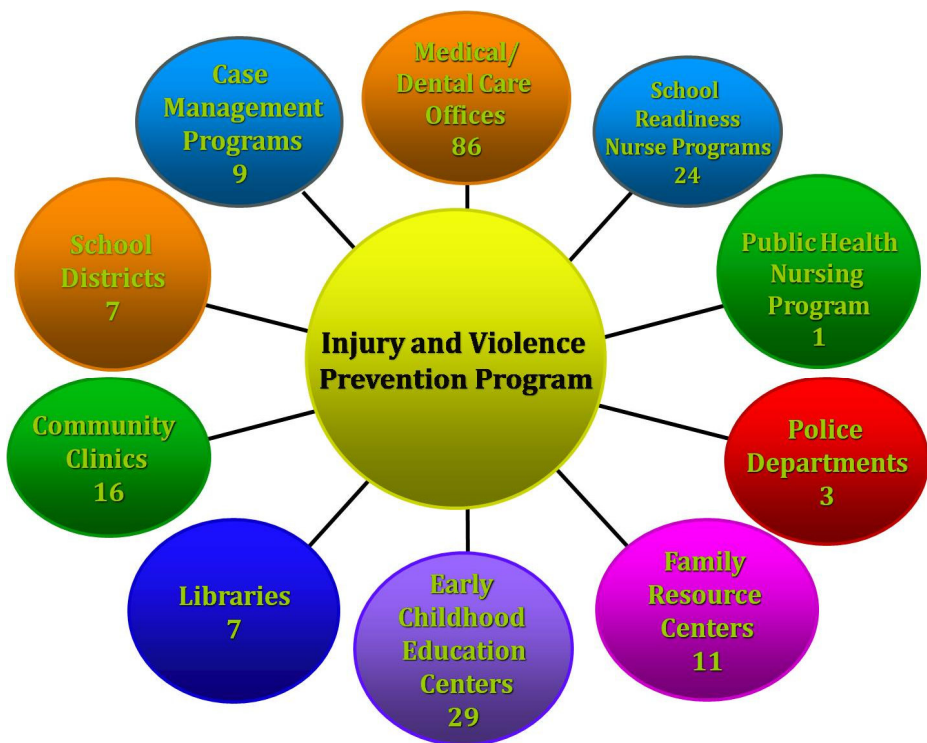 Medical/
Dental Care
Offices
86
School
Readiness
Nurse Programs
24
Public Health
Nursing
Program
1
Police
Departments
3
Family
Resource
Centers
11
Early
Childhood
Education
Centers
29
Libraries
7
Community
Clinics
16
School
Districts
7
Case
Management
Programs
9
Injury and Violence
Prevention Program